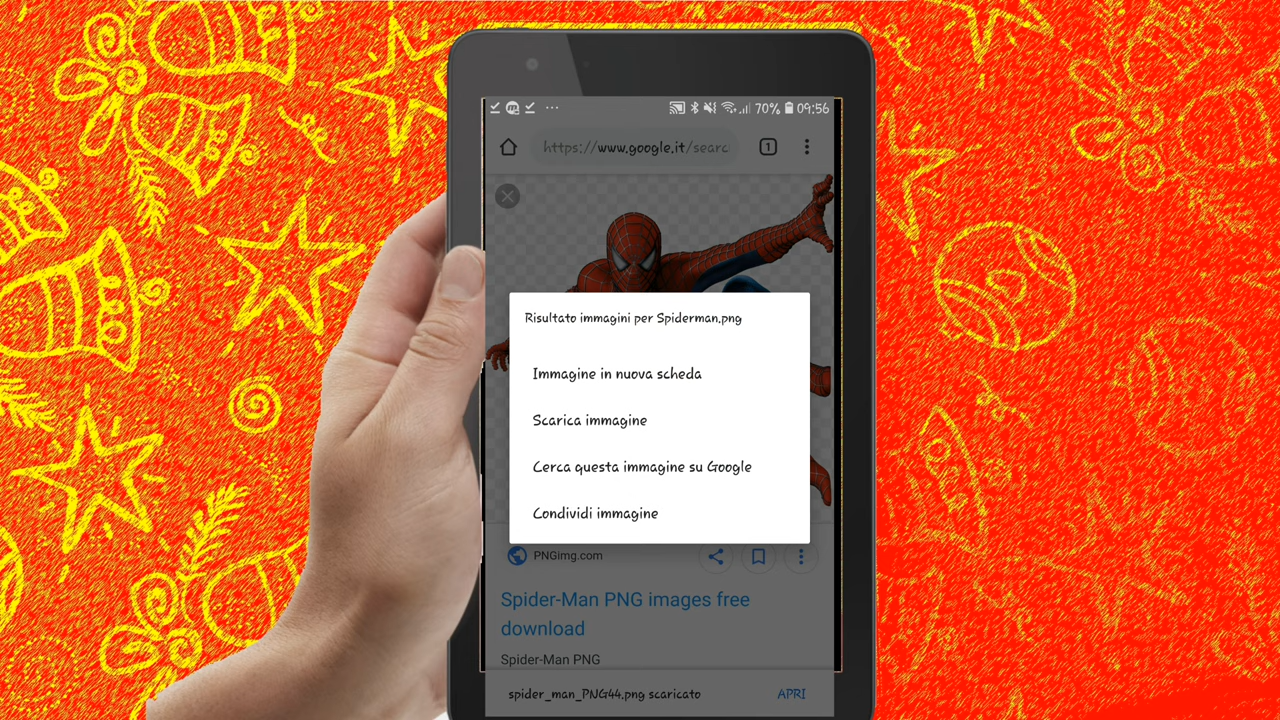 70% 09:56
https://www.google.it/searc
1
Risultato immagini per Spiderman.png
Immagine in nuova scheda
Scarica immagine
Cerca questa immagine su Google
Condividi immagine
PNGimg.com
Spider-Man PNG images free
download
Spider-Man PNG
spider_man_PNG44.png scaricato APRI